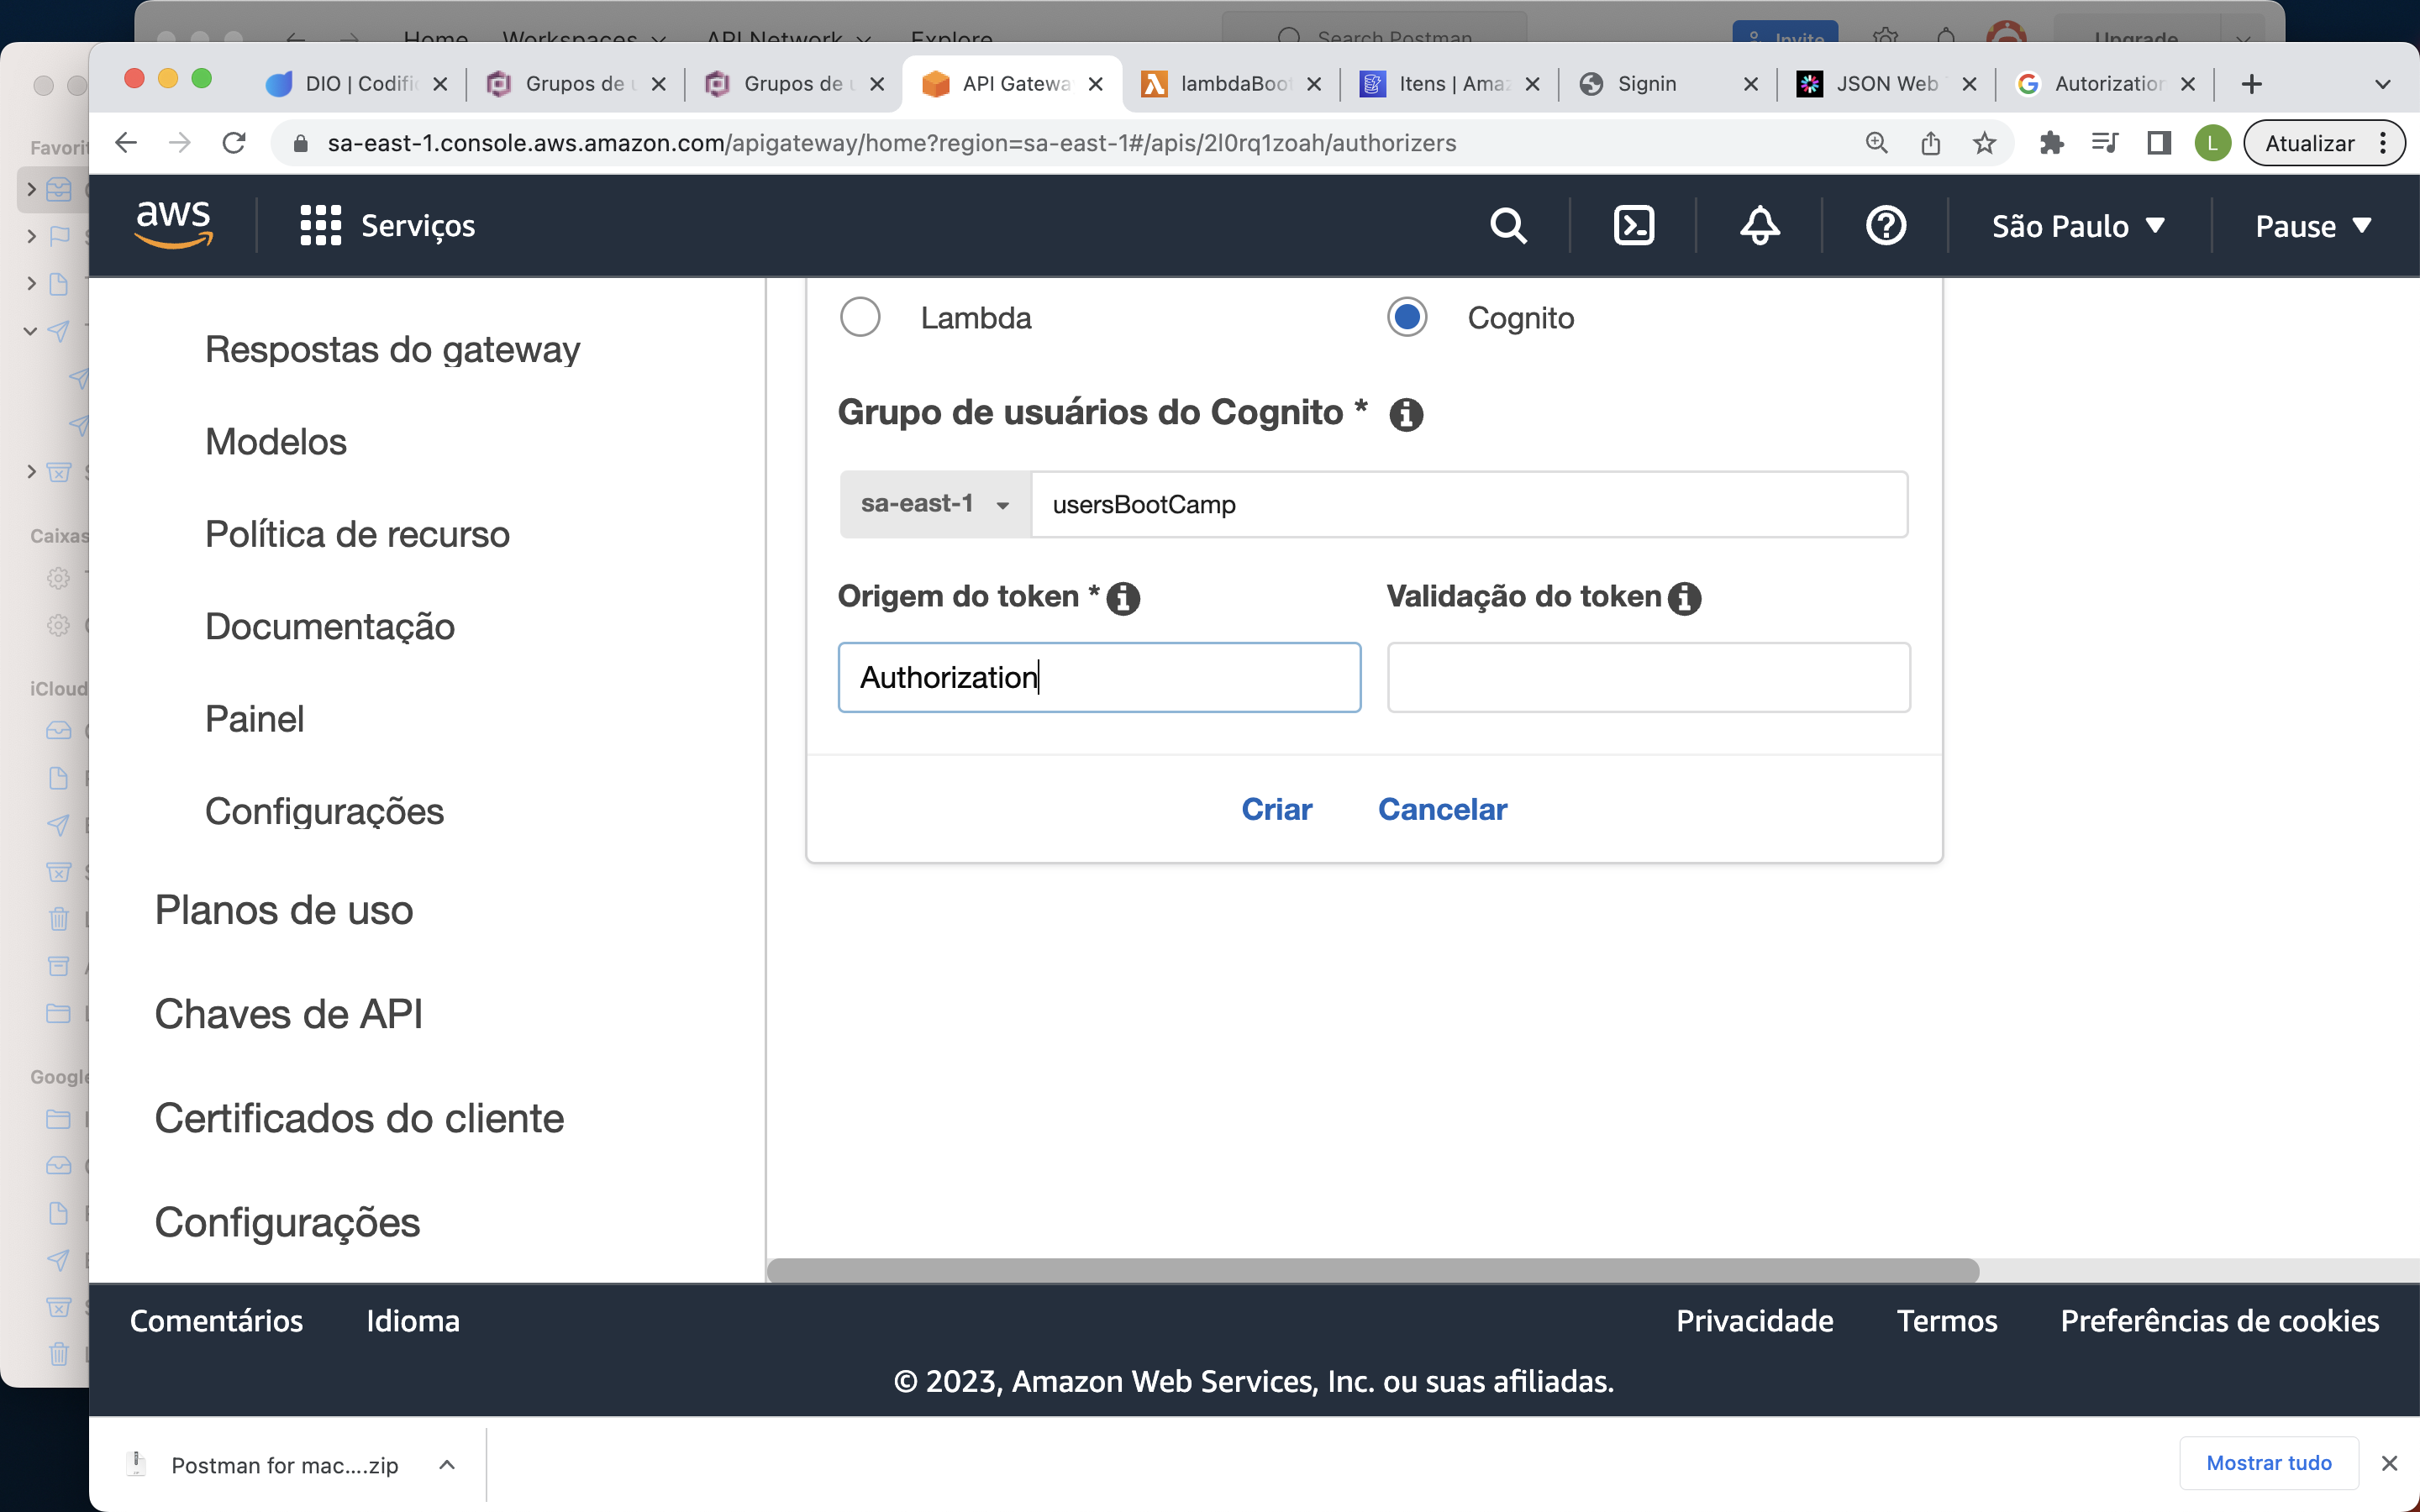 Home Workspaces API Network Explore Search Postman Invite Upgrade
DIO | Codific Grupos de u Grupos de u API Gatewa lambdaBoot Itens | Amaz Signin JSON Web Autorization
sa-east-1.console.aws.amazon.com/apigateway/home?region=sa-east-1#/apis/2l0rq1zoah/authorizers L Atualizar
aws Serviços São Paulo Pause
Favorit
Caixas
iCloud
Google
Respostas do gateway
Modelos
Política de recurso
Documentação
Painel
Configurações
Planos de uso
Chaves de API
Certificados do cliente
Configurações
Lambda Cognito
Grupo de usuários do Cognito *
sa-east-1 usersBootCamp
Origem do token * Validação do token
Authorization
Criar Cancelar
Comentários Idioma Privacidade Termos Preferências de cookies
© 2023, Amazon Web Services, Inc. ou suas afiliadas.
Postman for mac....zip Mostrar tudo